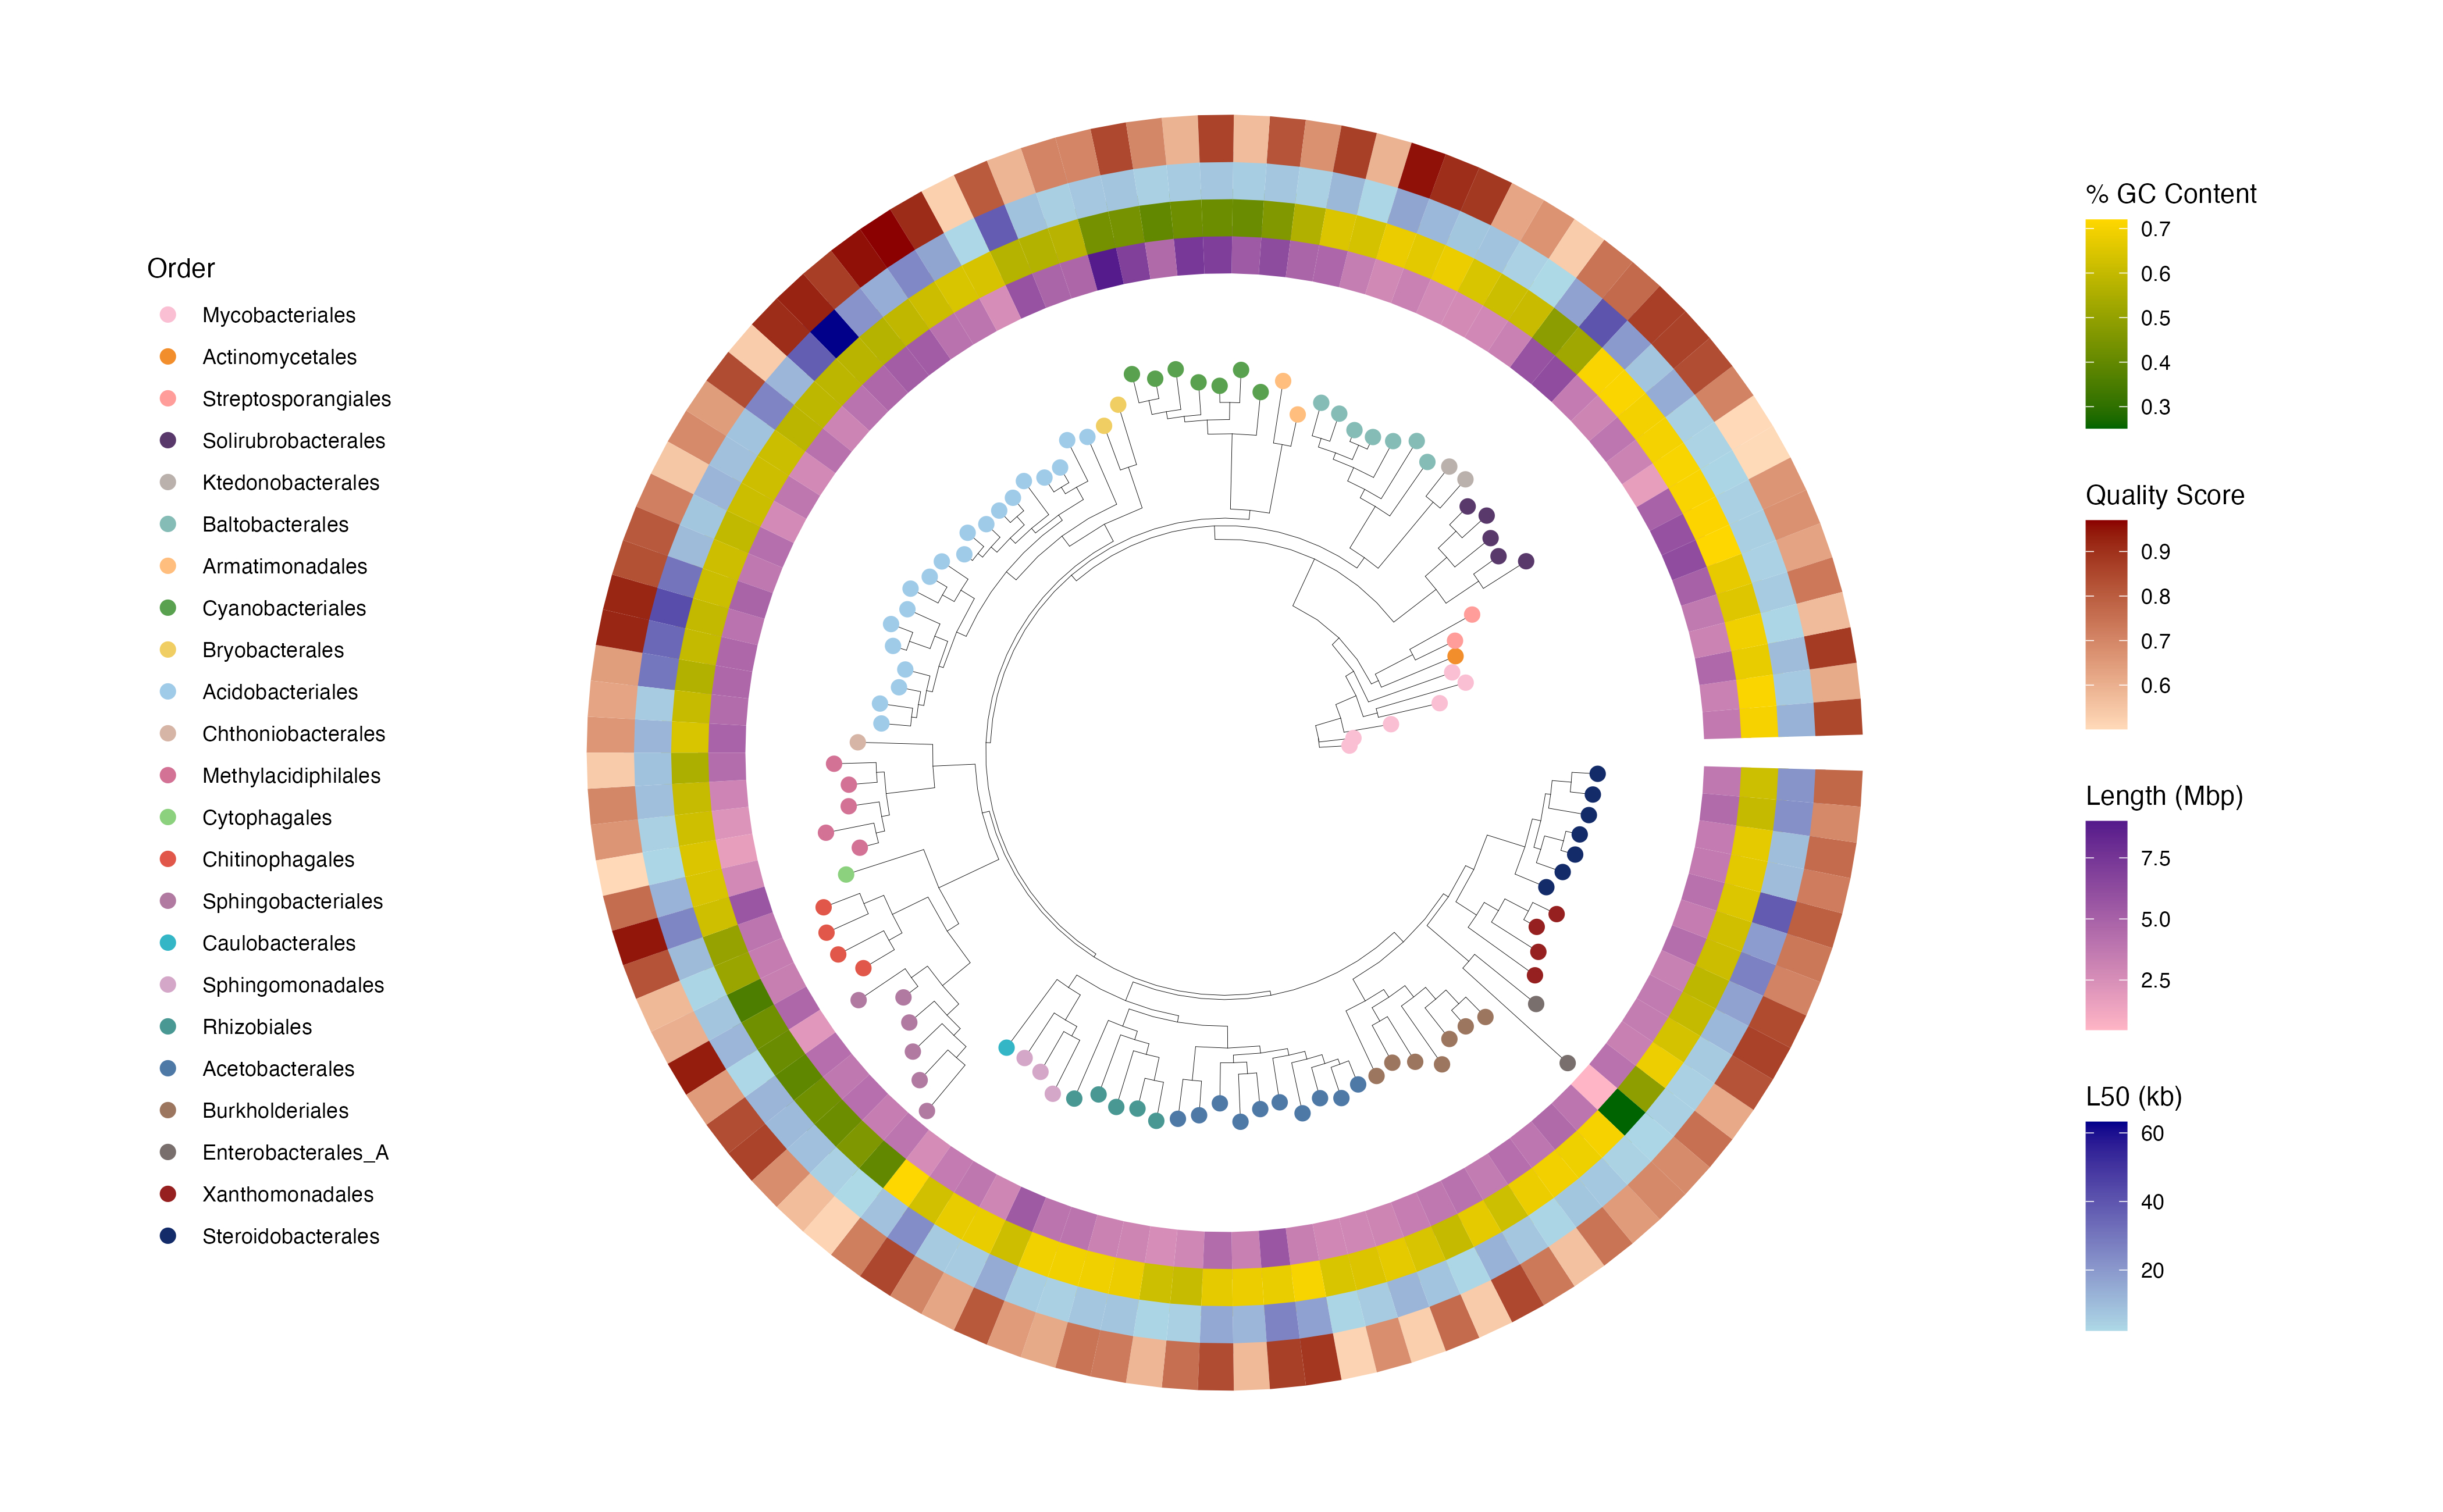 Order
Mycobacteriales
Actinomycetales
Streptosporangiales
Solirubrobacterales
Ktedonobacterales
Baltobacterales
Armatimonadales
Cyanobacteriales
Bryobacterales
Acidobacteriales
Chthoniobacterales
Methylacidiphilales
Cytophagales
Chitinophagales
Sphingobacteriales
Caulobacterales
Sphingomonadales
Rhizobiales
Acetobacterales
Burkholderiales
Enterobacterales_A
Xanthomonadales
Steroidobacterales
% GC Content
0.7
0.6
0.5
0.4
0.3
Quality Score
0.9
0.8
0.7
0.6
Length (Mbp)
7.5
5.0
2.5
L50 (kb)
60
40
20